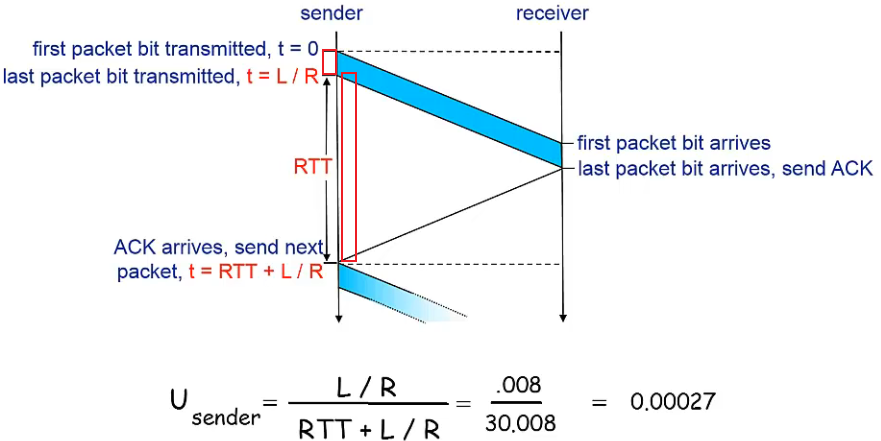 sender receiver
first packet bit transmitted, t = 0
last packet bit transmitted, t = L / R
first packet bit arrives
RTT
last packet bit arrives, send ACK
ACK arrives, send next
packet, t = RTT + L / R
U sender = L / R / RTT + L / R = .008 / 30.008 = 0.00027